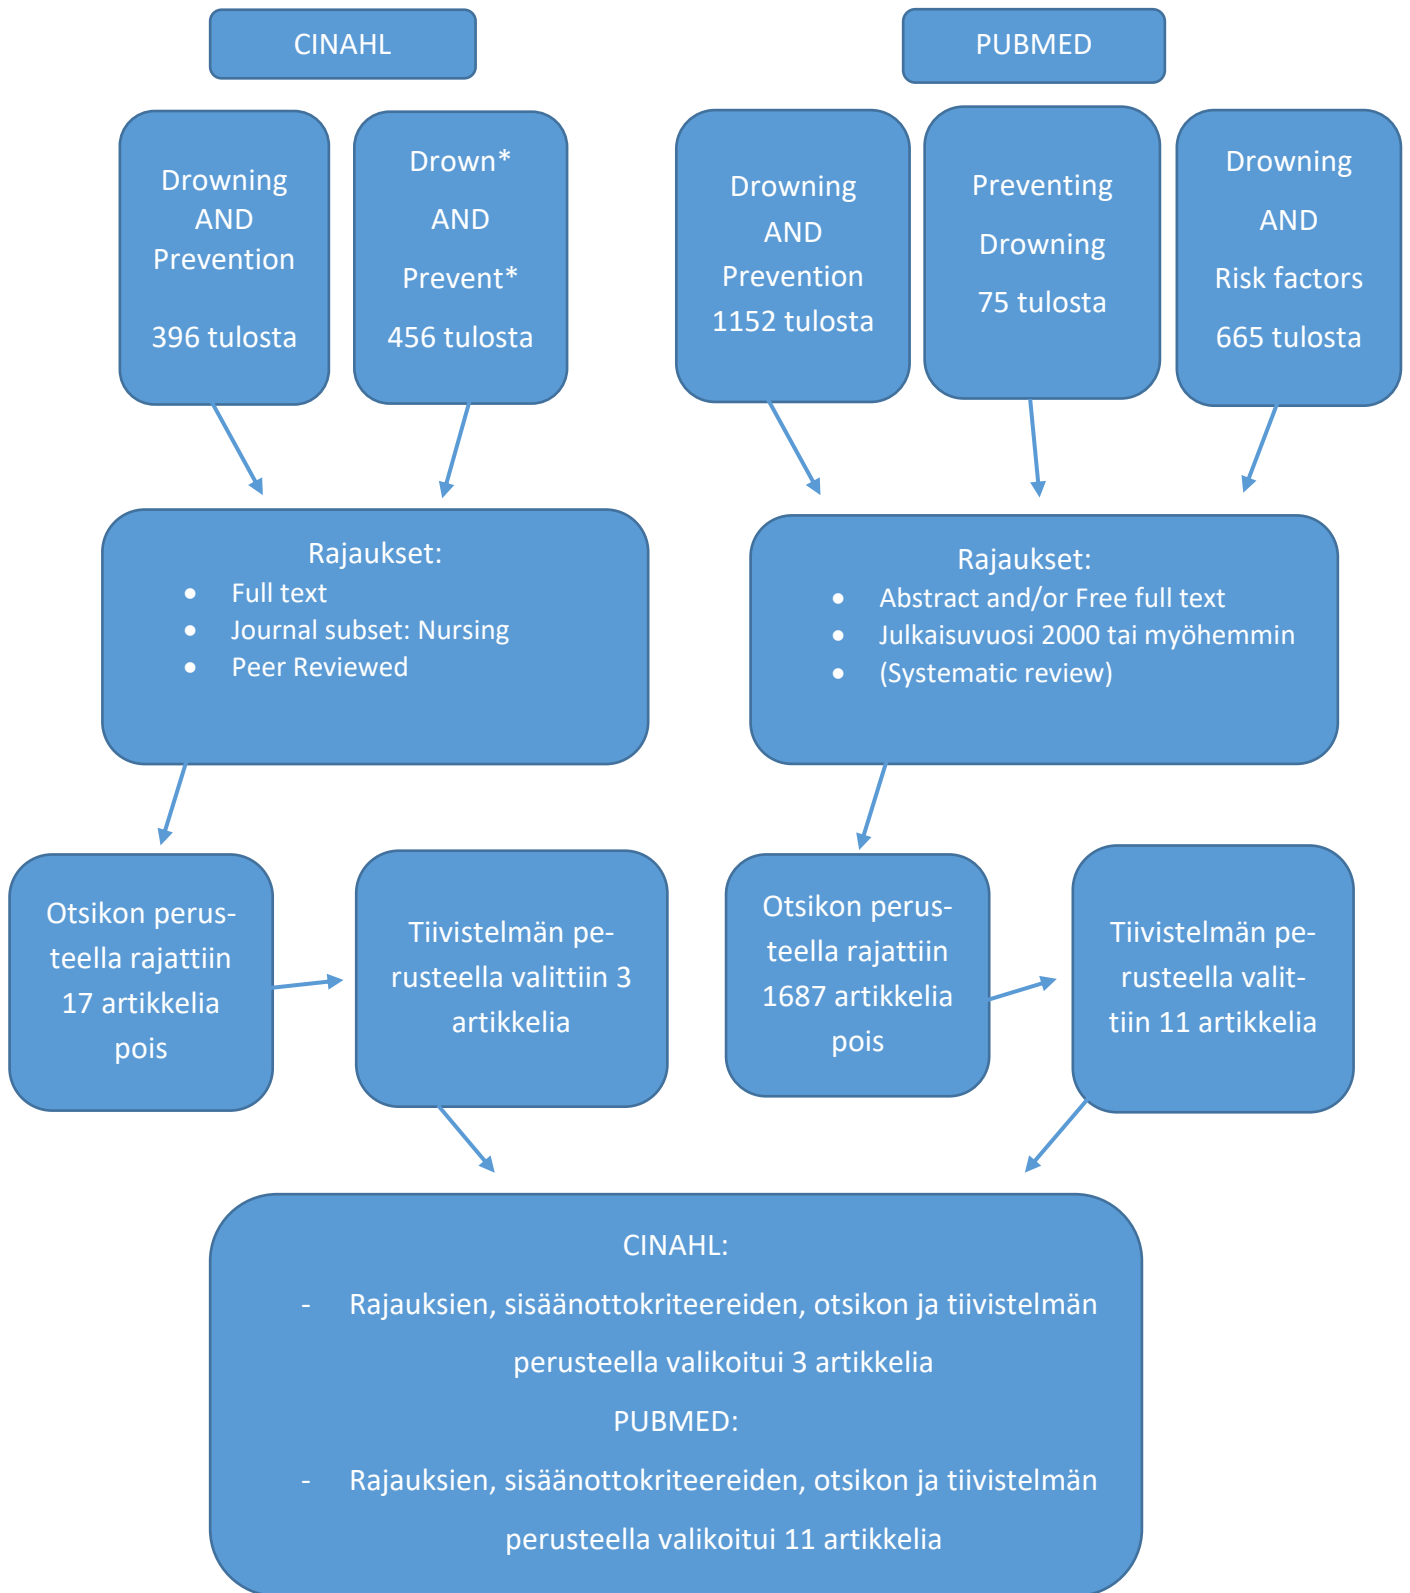 CINAHL
PUBMED
Drowning
AND
Prevention
396 tulosta
Drown*
AND
Prevent*
456 tulosta
Drowning
AND
Prevention
1152 tulosta
Preventing
Drowning
75 tulosta
Drowning
AND
Risk factors
665 tulosta
Rajaukset:
● Full text
● Journal subset: Nursing
● Peer Reviewed
Rajaukset:
● Abstract and/or Free full text
● Julkaisuvuosi 2000 tai myöhemmin
● (Systematic review)
Otsikon perus-
teella rajattiin
17 artikkelia
pois
Tiivistelmän pe-
rusteella valittiin 3
artikkelia
Otsikon perus-
teella rajattiin
1687 artikkelia
pois
Tiivistelmän pe-
rusteella valit-
tiin 11 artikkelia
CINAHL:
- Rajauksien, sisäänottokriteereiden, otsikon ja tiivistelmän
perusteella valikoitui 3 artikkelia
PUBMED:
- Rajauksien, sisäänottokriteereiden, otsikon ja tiivistelmän
perusteella valikoitui 11 artikkelia